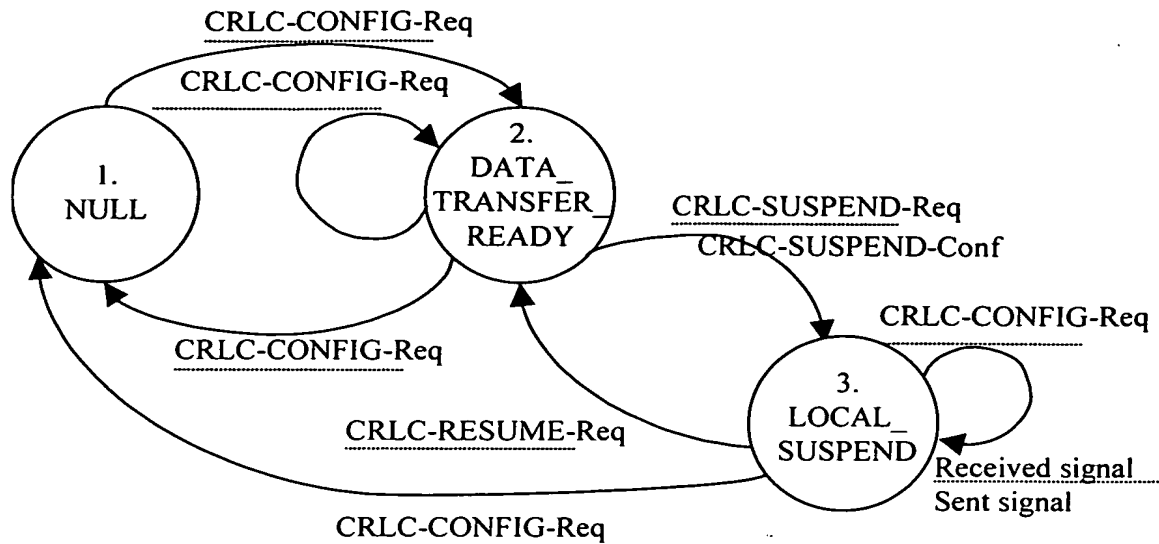 CRLC-CONFIG-Req
CRLC-CONFIG-Req
1.
NULL
2.
DATA_
TRANSFER_
READY
CRLC-SUSPEND-Req
CRLC-SUSPEND-Conf
CRLC-CONFIG-Req
CRLC-CONFIG-Req
3.
LOCAL_
SUSPEND
CRLC-RESUME-Req
Received signal
Sent signal
CRLC-CONFIG-Req